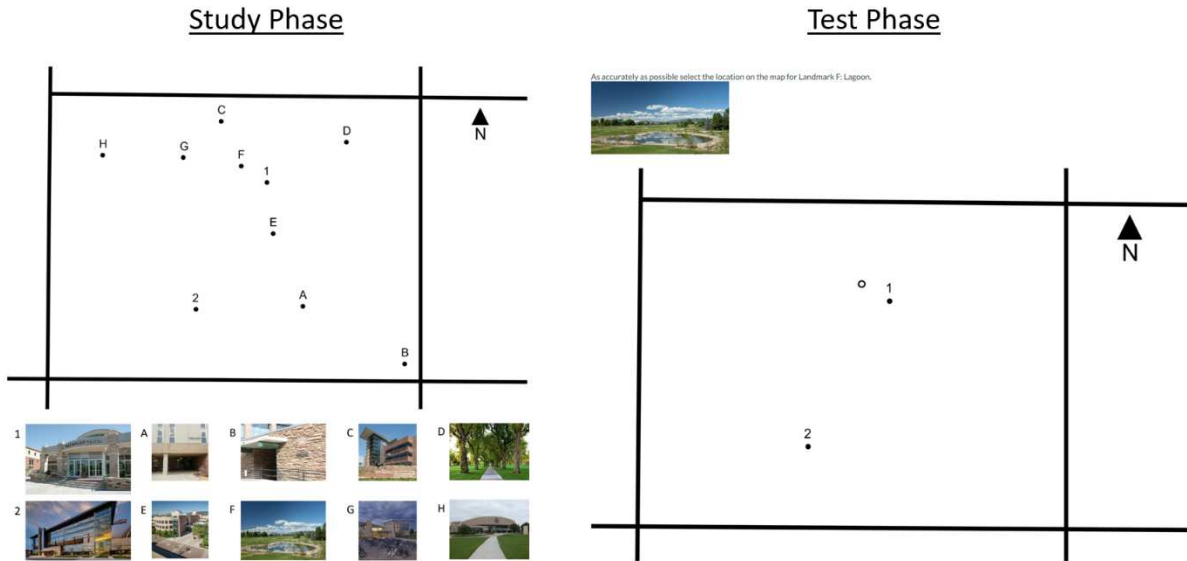 Study Phase
Test Phase
As accurately as possible select the location on the map for Landmark F: Lagoon.
C
D
N
H
G
F
1
E
2
A
B
N
1
2
1
A
B
C
D
2
E
F
G
H